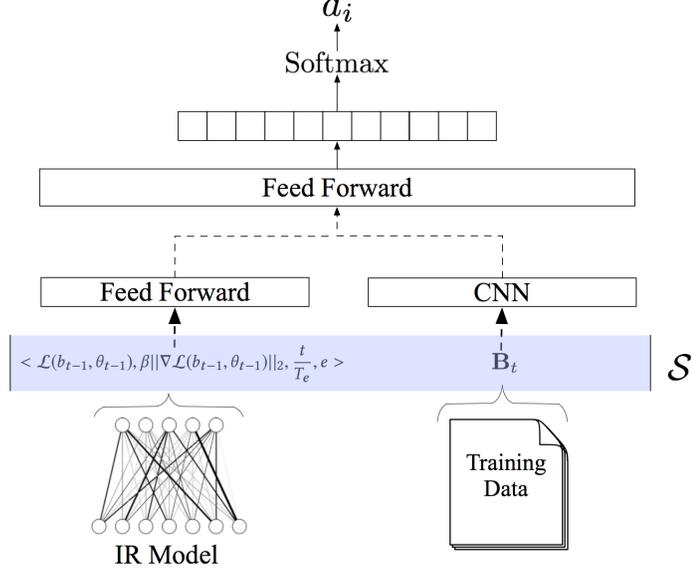 a_i
Softmax
Feed Forward
Feed Forward
CNN
< ℒ(b_{t−1}, θ_{t−1}), β||∇ℒ(b_{t−1}, θ_{t−1})||_2, t/T_e, e >
B_t
𝒮
Training
Data
IR Model